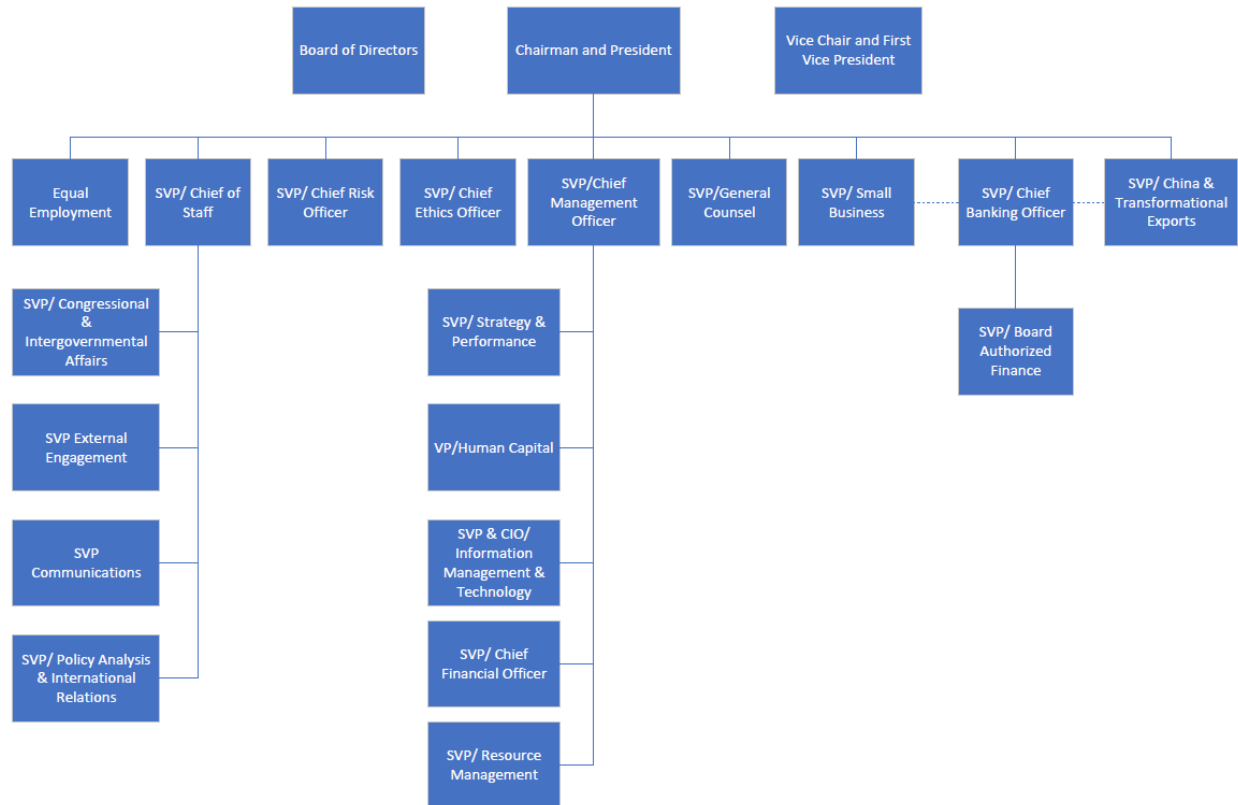 Board of Directors
Chairman and President
Vice Chair and First
Vice President
Equal
Employment
SVP/ Chief of
Staff
SVP/ Chief Risk
Officer
SVP/ Chief
Ethics Officer
SVP/Chief
Management
Officer
SVP/General
Counsel
SVP/ Small
Business
SVP/ Chief
Banking Officer
SVP/ China &
Transformational
Exports
SVP/ Congressional
&
Intergovernmental
Affairs
SVP External
Engagement
SVP
Communications
SVP/ Policy Analysis
& International
Relations
SVP/ Strategy &
Performance
VP/Human Capital
SVP & CIO/
Information
Management &
Technology
SVP/ Chief
Financial Officer
SVP/ Resource
Management
SVP/ Board
Authorized
Finance